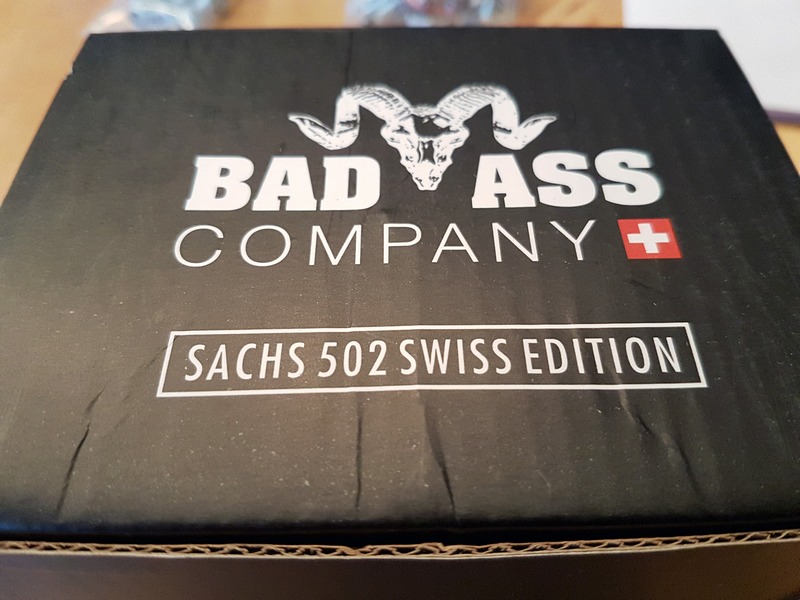 BAD ASS
COMPANY
SACHS 502 SWISS EDITION